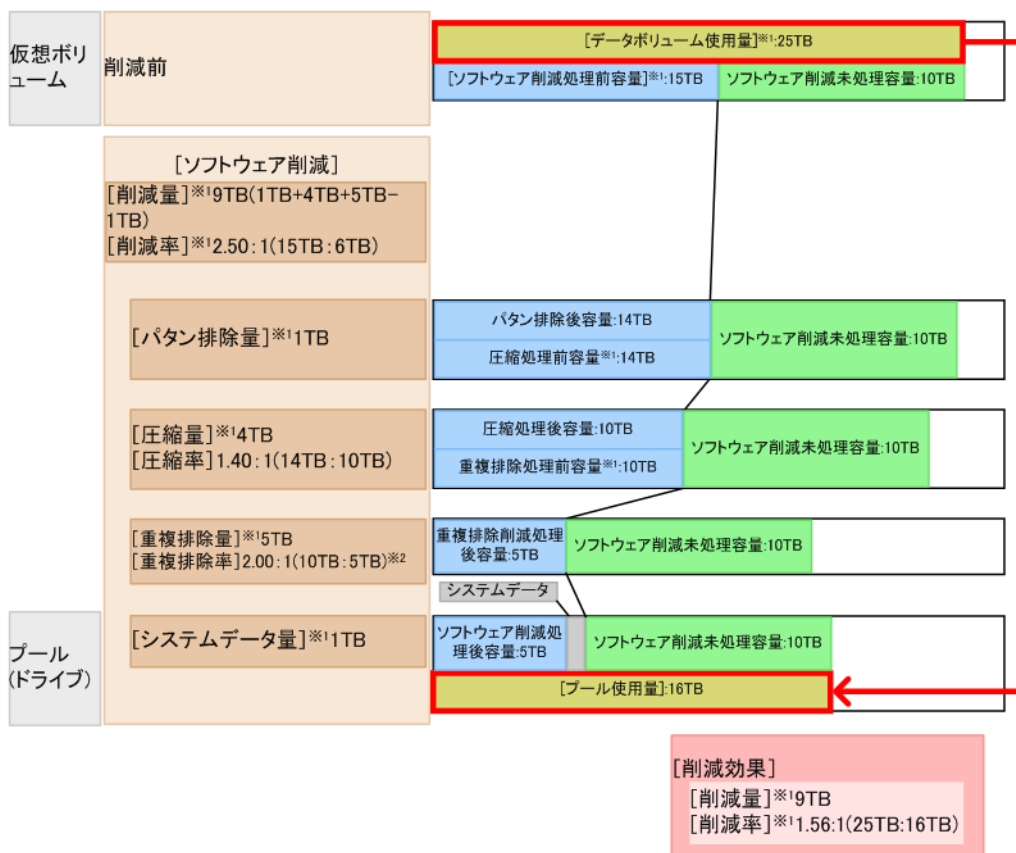 仮想ボリ
ューム
削減前
[データボリューム使用量]※1:25TB
[ソフトウェア削減処理前容量]※1:15TB
ソフトウェア削減未処理容量:10TB
[ソフトウェア削減]
[削減量]※19TB(1TB+4TB+5TB-
1TB)
[削減率]※12.50:1(15TB:6TB)
[パタン排除量]※11TB
パタン排除後容量:14TB
圧縮処理前容量※1:14TB
ソフトウェア削減未処理容量:10TB
[圧縮量]※14TB
[圧縮率]1.40:1(14TB:10TB)
圧縮処理後容量:10TB
重複排除処理前容量※1:10TB
ソフトウェア削減未処理容量:10TB
[重複排除量]※15TB
[重複排除率]2.00:1(10TB:5TB)※2
重複排除削減処理
後容量:5TB
ソフトウェア削減未処理容量:10TB
システムデータ
プール
(ドライブ)
[システムデータ量]※11TB
ソフトウェア削減処
理後容量:5TB
ソフトウェア削減未処理容量:10TB
[プール使用量]:16TB
[削減効果]
[削減量]※19TB
[削減率]※11.56:1(25TB:16TB)